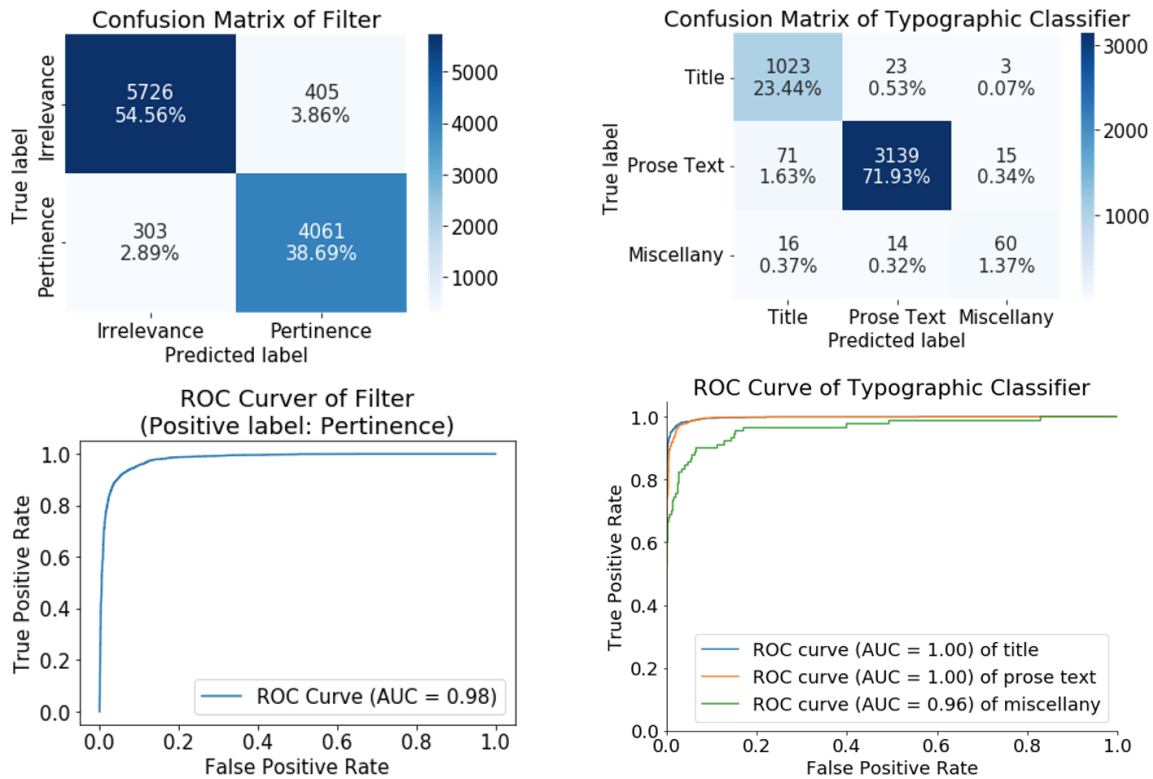 Confusion Matrix of Filter
True label
Irrelevance
Pertinence
5726
54.56%
405
3.86%
303
2.89%
4061
38.69%
5000
4000
3000
2000
1000
Irrelevance Pertinence
Predicted label
Confusion Matrix of Typographic Classifier
True label
Title
Prose Text
Miscellany
1023
23.44%
23
0.53%
3
0.07%
71
1.63%
3139
71.93%
15
0.34%
16
0.37%
14
0.32%
60
1.37%
3000
2000
1000
Title Prose Text Miscellany
Predicted label
ROC Curver of Filter
(Positive label: Pertinence)
True Positive Rate
1.0
0.8
0.6
0.4
0.2
0.0
ROC Curve (AUC = 0.98)
0.0 0.2 0.4 0.6 0.8 1.0
False Positive Rate
ROC Curve of Typographic Classifier
True Positive Rate
1.0
0.8
0.6
0.4
0.2
0.0
ROC curve (AUC = 1.00) of title
ROC curve (AUC = 1.00) of prose text
ROC curve (AUC = 0.96) of miscellany
0.0 0.2 0.4 0.6 0.8 1.0
False Positive Rate